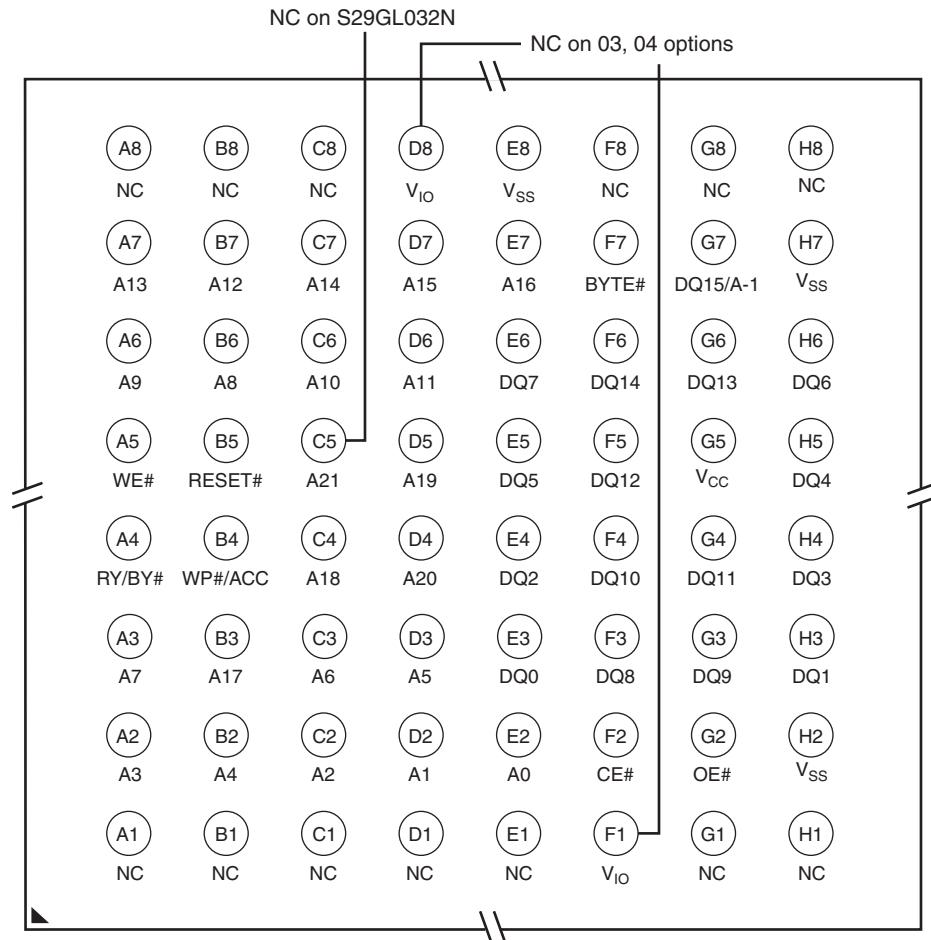 NC on S29GL032N
NC on 03, 04 options
A8 B8 C8 D8 E8 F8 G8 H8
NC NC NC VIO VSS NC NC NC
A7 B7 C7 D7 E7 F7 G7 H7
A13 A12 A14 A15 A16 BYTE# DQ15/A-1 VSS
A6 B6 C6 D6 E6 F6 G6 H6
A9 A8 A10 A11 DQ7 DQ14 DQ13 DQ6
A5 B5 C5 D5 E5 F5 G5 H5
WE# RESET# A21 A19 DQ5 DQ12 VCC DQ4
A4 B4 C4 D4 E4 F4 G4 H4
RY/BY# WP#/ACC A18 A20 DQ2 DQ10 DQ11 DQ3
A3 B3 C3 D3 E3 F3 G3 H3
A7 A17 A6 A5 DQ0 DQ8 DQ9 DQ1
A2 B2 C2 D2 E2 F2 G2 H2
A3 A4 A2 A1 A0 CE# OE# VSS
A1 B1 C1 D1 E1 F1 G1 H1
NC NC NC NC NC VIO NC NC